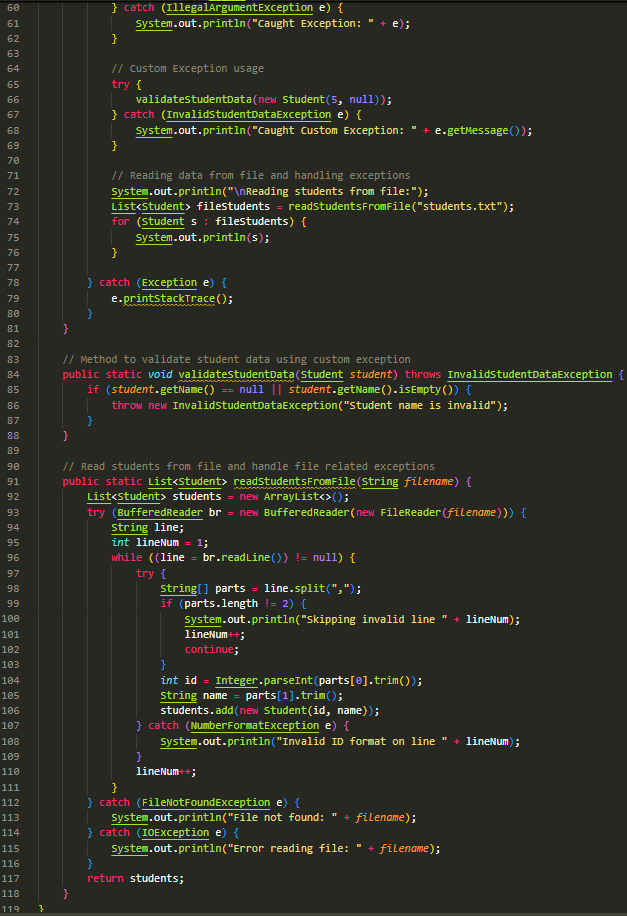 60 } catch (IllegalArgumentException e) {
61 System.out.println("Caught Exception: " + e);
62 }
63
64 // Custom Exception usage
65 try {
66 validateStudentData(new Student(5, null));
67 } catch (InvalidStudentDataException e) {
68 System.out.println("Caught Custom Exception: " + e.getMessage());
69 }
70
71 // Reading data from file and handling exceptions
72 System.out.println("\nReading students from file:");
73 List<Student> fileStudents = readStudentsFromFile("students.txt");
74 for (Student s : fileStudents) {
75 System.out.println(s);
76 }
77
78 } catch (Exception e) {
79 e.printStackTrace();
80 }
81 }
82
83 // Method to validate student data using custom exception
84 public static void validateStudentData(Student student) throws InvalidStudentDataException {
85 if (student.getName() == null || student.getName().isEmpty()) {
86 throw new InvalidStudentDataException("Student name is invalid");
87 }
88 }
89
90 // Read students from file and handle file related exceptions
91 public static List<Student> readStudentsFromFile(String filename) {
92 List<Student> students = new ArrayList<>();
93 try (BufferedReader br = new BufferedReader(new FileReader(filename))) {
94 String line;
95 int lineNum = 1;
96 while ((line = br.readLine()) != null) {
97 try {
98 String[] parts = line.split(",");
99 if (parts.length != 2) {
100 System.out.println("Skipping invalid line " + lineNum);
101 lineNum++;
102 continue;
103 }
104 int id = Integer.parseInt(parts[0].trim());
105 String name = parts[1].trim();
106 students.add(new Student(id, name));
107 } catch (NumberFormatException e) {
108 System.out.println("Invalid ID format on line " + lineNum);
109 }
110 lineNum++;
111 }
112 } catch (FileNotFoundException e) {
113 System.out.println("File not found: " + filename);
114 } catch (IOException e) {
115 System.out.println("Error reading file: " + filename);
116 }
117 return students;
118 }
119 }